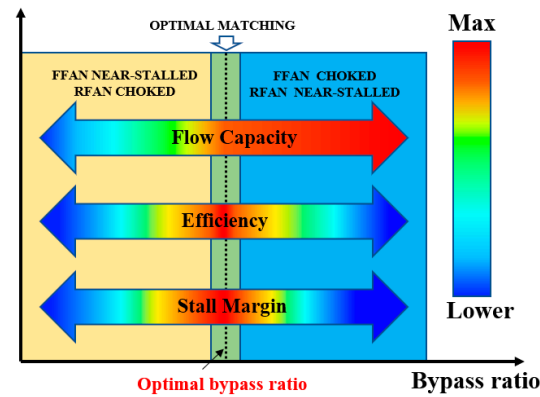 OPTIMAL MATCHING
Max
FFAN NEAR-STALLED
RFAN CHOKED
FFAN CHOKED
RFAN NEAR-STALLED
Flow Capacity
Efficiency
Stall Margin
Lower
Optimal bypass ratio
Bypass ratio